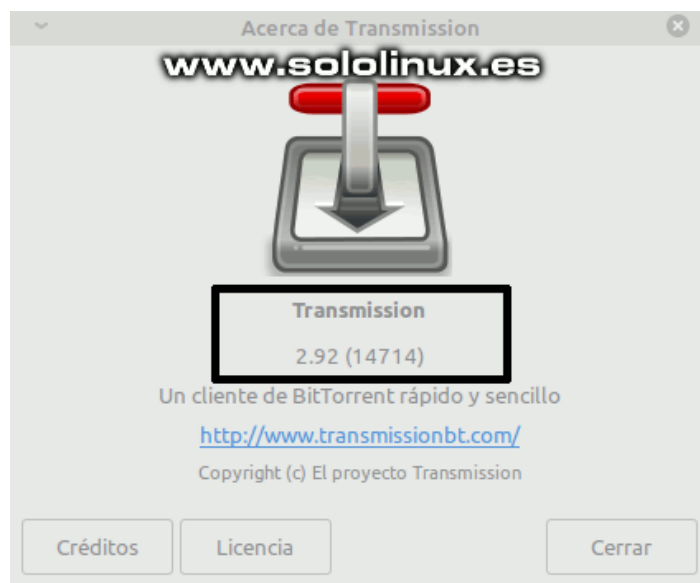 Acerca de Transmission
www.sololinux.es
Transmission
2.92 (14714)
Un cliente de BitTorrent rápido y sencillo
http://www.transmissionbt.com/
Copyright (c) El proyecto Transmission
Créditos
Licencia
Cerrar